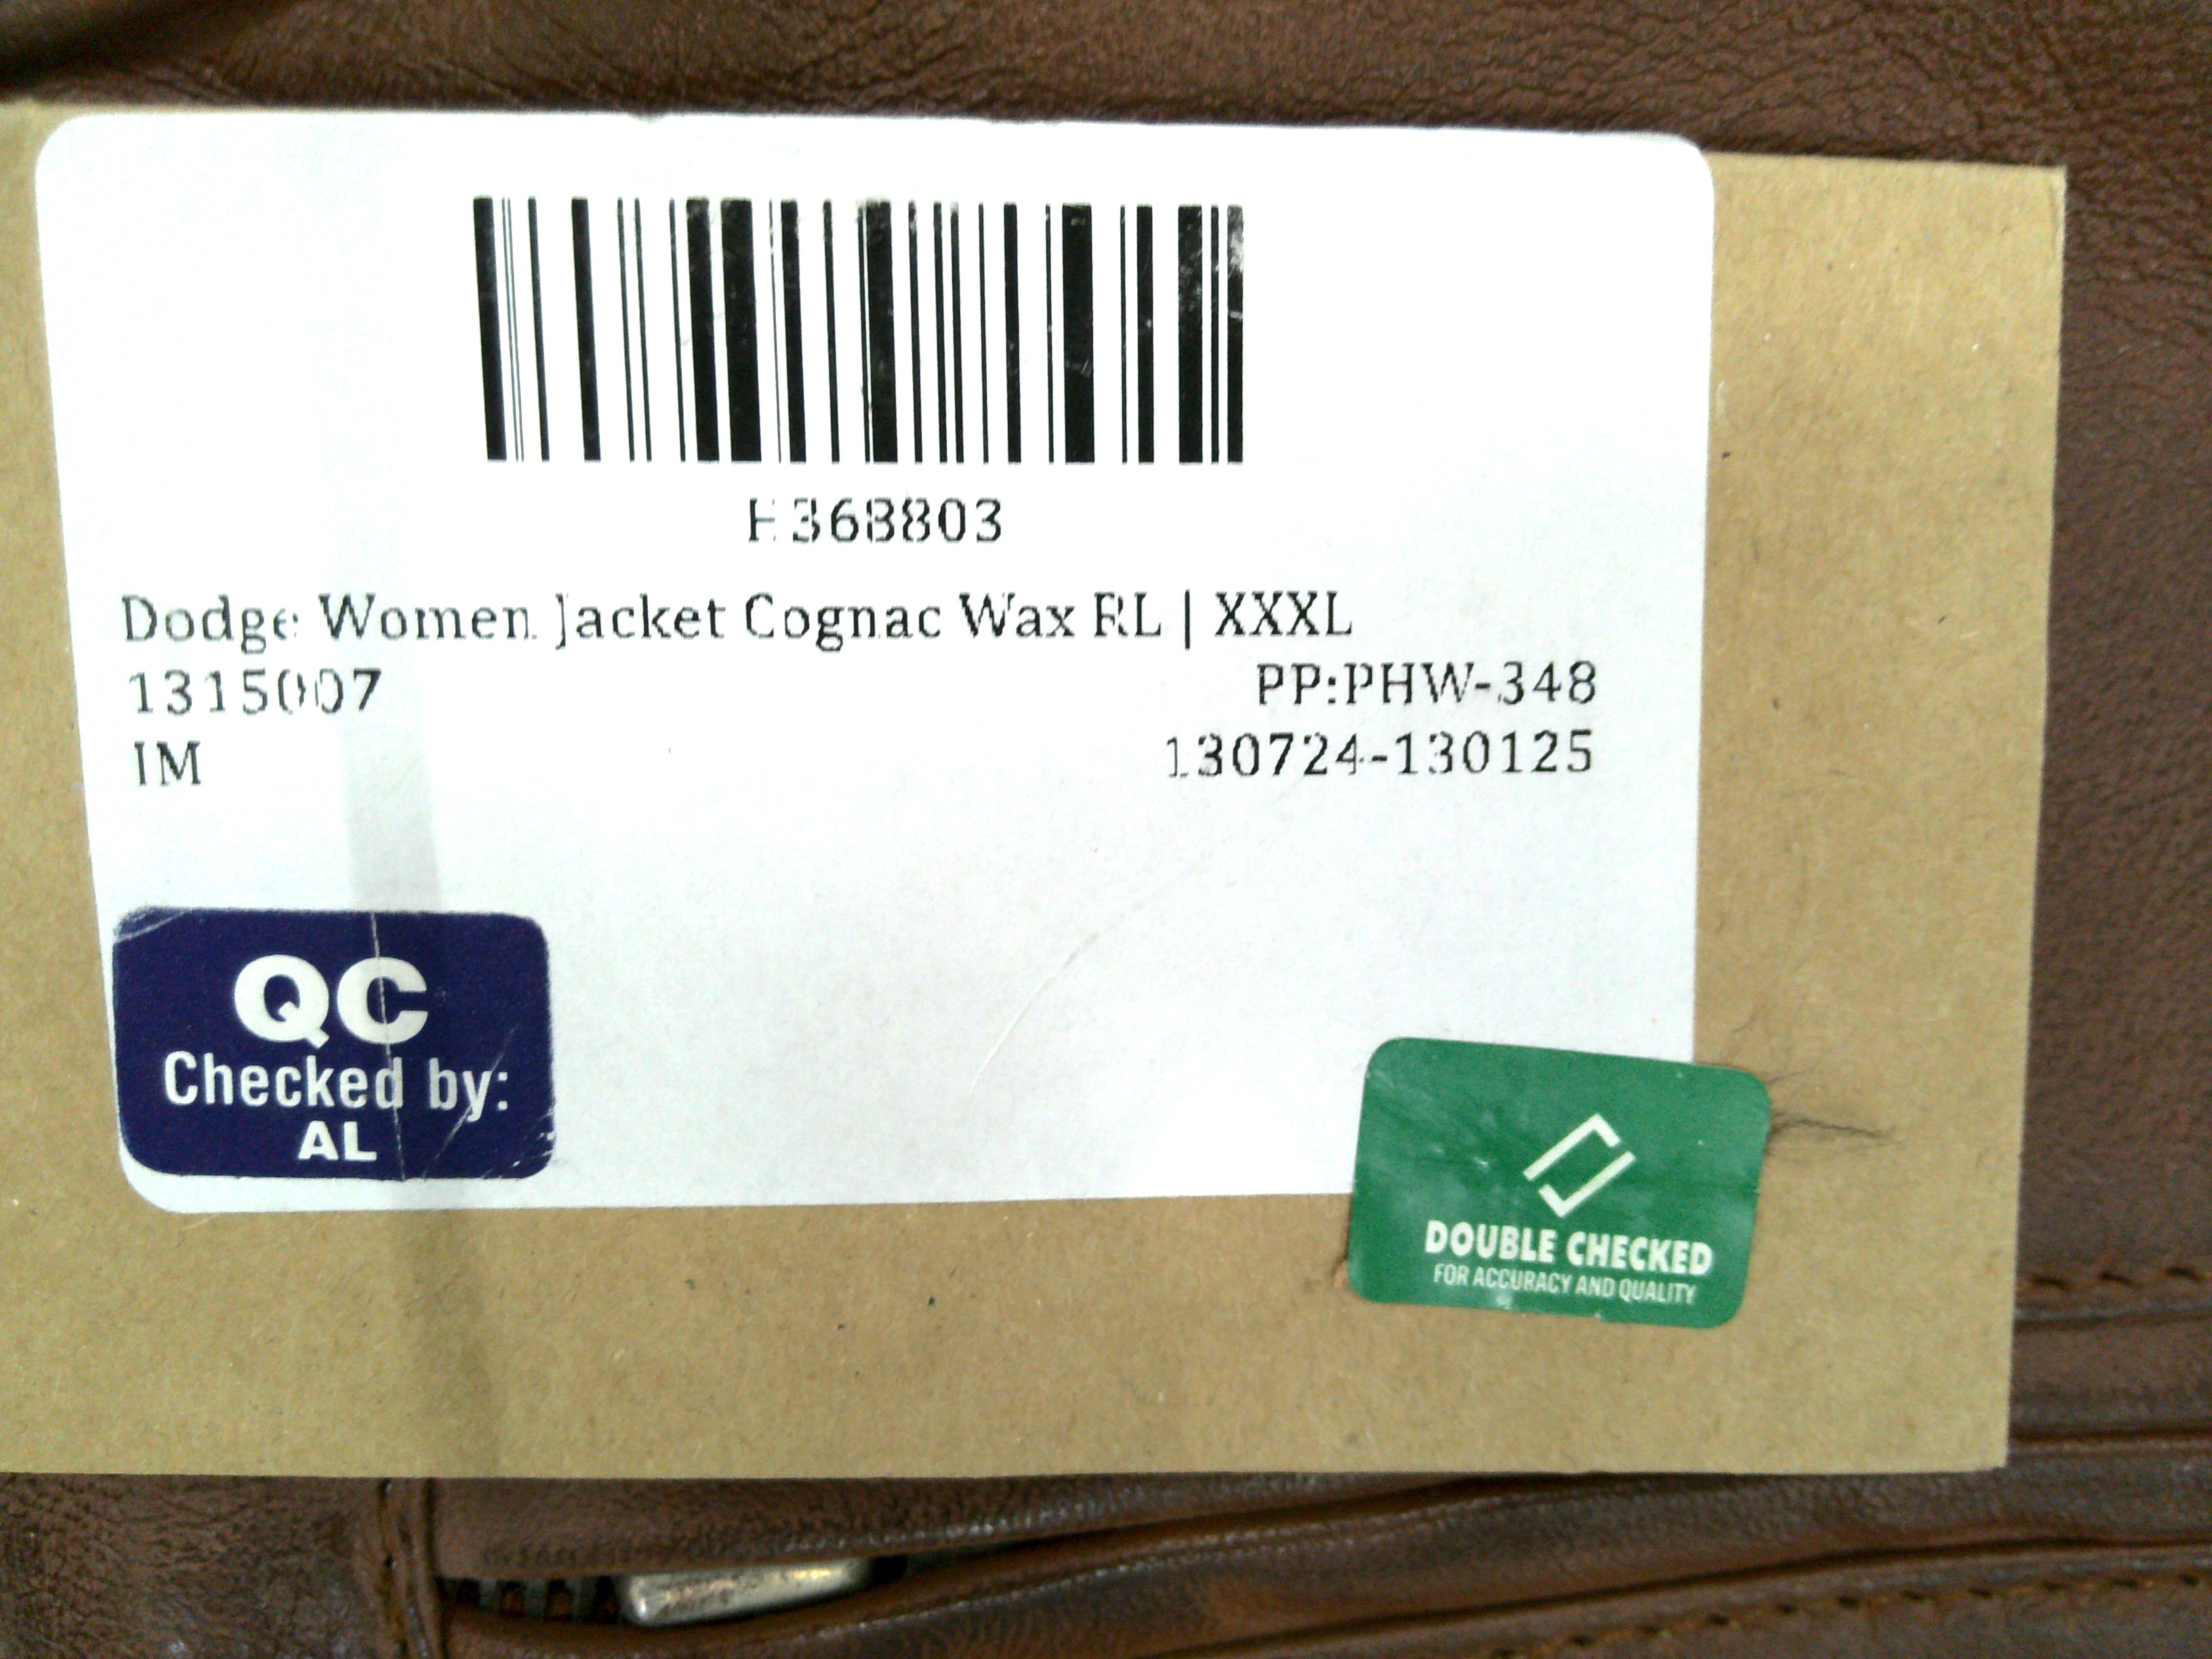 H368803
Dodge Women Jacket Cognac Wax RL | XXXL
1315007
PP:PHW-348
IM
130724-130125
QC
Checked by:
AL
DOUBLE CHECKED
FOR ACCURACY AND QUALITY